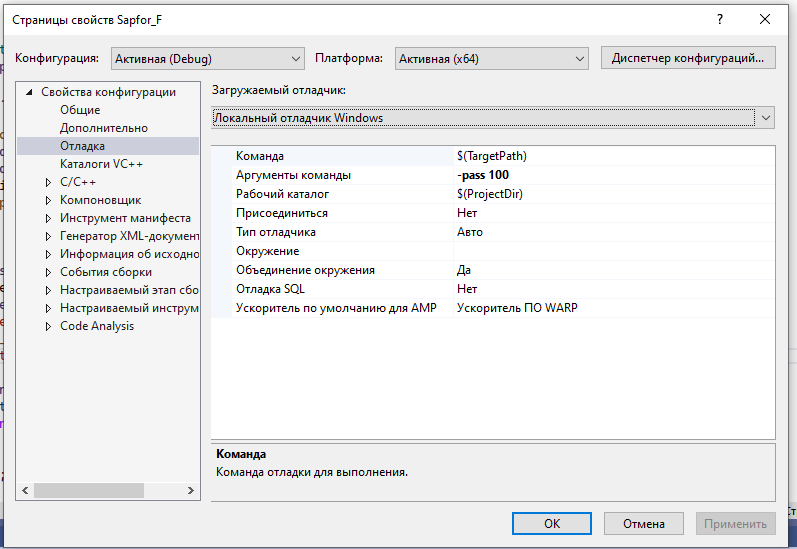 Страницы свойств Sapfor_F
Конфигурация: Активная (Debug) Платформа: Активная (x64) Диспетчер конфигураций...
Свойства конфигурации
Общие
Дополнительно
Отладка
Каталоги VC++
C/C++
Компоновщик
Инструмент манифеста
Генератор XML-документ
Информация об исходно
События сборки
Настраиваемый этап сбо
Настраиваемый инструм
Code Analysis
Загружаемый отладчик:
Локальный отладчик Windows
Команда $(TargetPath)
Аргументы команды -pass 100
Рабочий каталог $(ProjectDir)
Присоединиться Нет
Тип отладчика Авто
Окружение
Объединение окружения Да
Отладка SQL Нет
Ускоритель по умолчанию для AMP Ускоритель ПО WARP
Команда
Команда отладки для выполнения.
ОК Отмена Применить